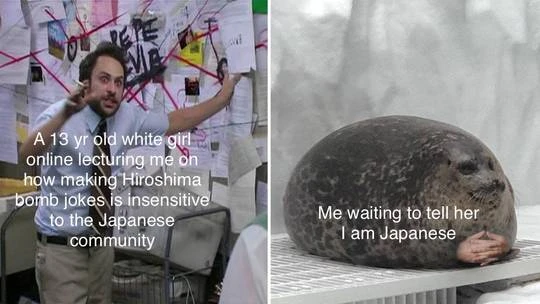 PEPE
A 13 yr old white girl
online lecturing me on
how making Hiroshima
bomb jokes is insensitive
to the Japanese
community
Me waiting to tell her
I am Japanese